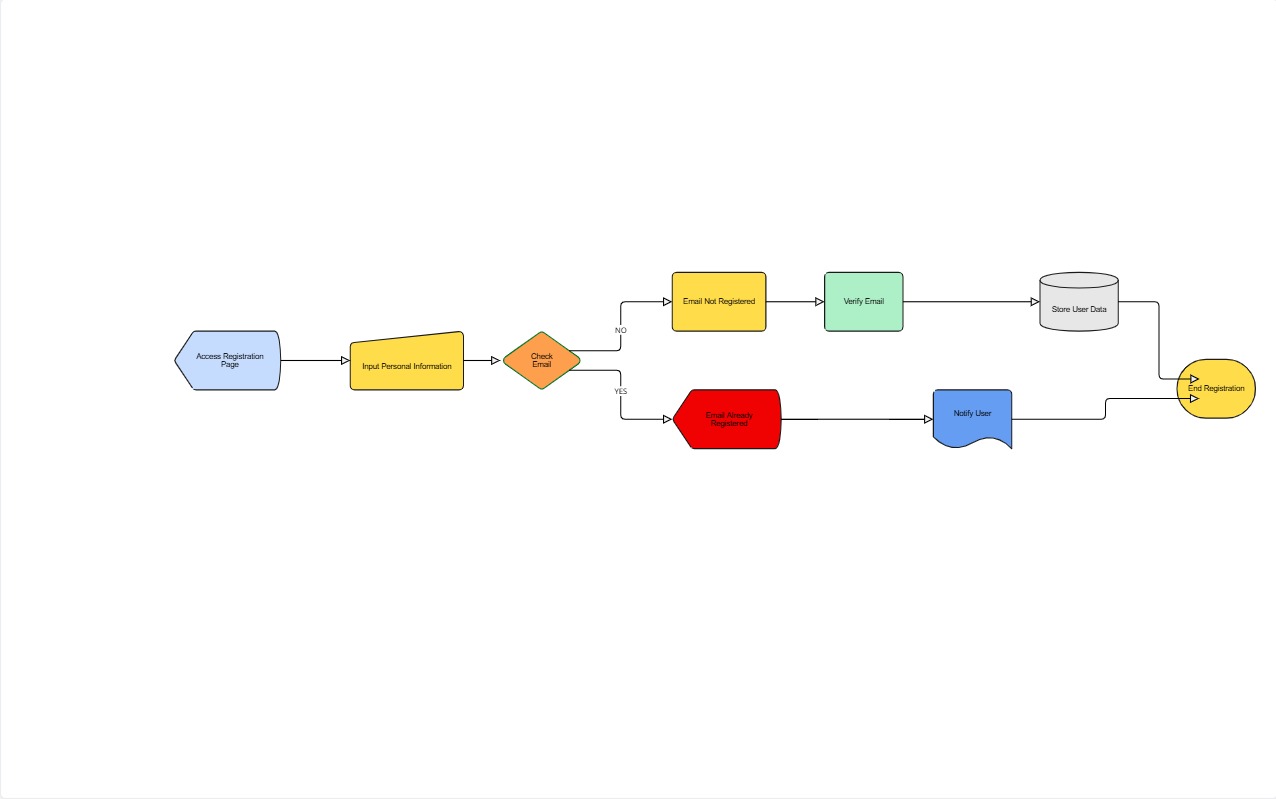 Access Registration
Page
Input Personal Information
Check
Email
NO
YES
Email Not Registered
Verify Email
Store User Data
Email Already
Registered
Notify User
End Registration